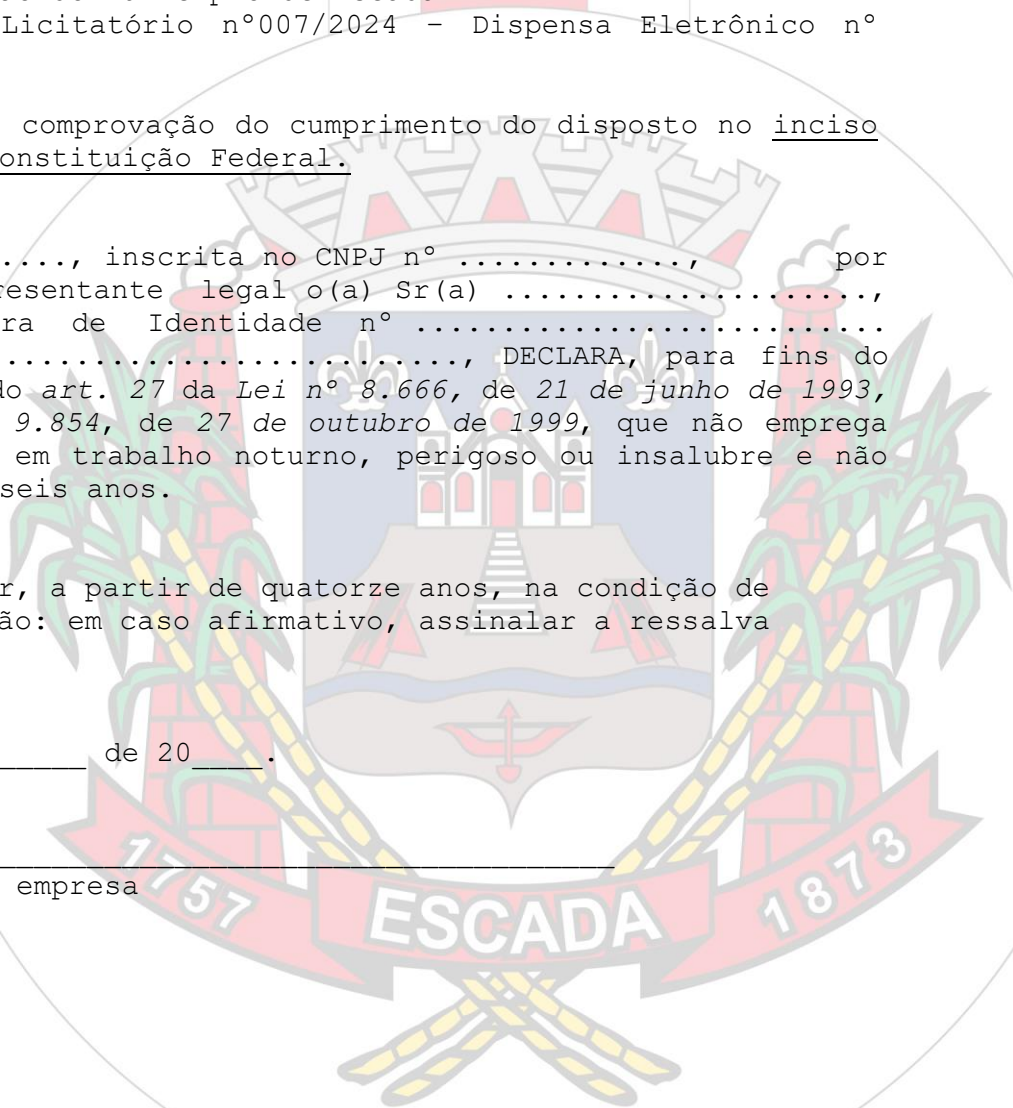 Licitatório nº007/2024 – Dispensa Eletrônico nº
comprovação do cumprimento do disposto no inciso
onstituição Federal.
...., inscrita no CNPJ nº ............., por
resentante legal o(a) Sr(a) .....................,
ra de Identidade nº ...........................
.........................., DECLARA, para fins do
do art. 27 da Lei nº 8.666, de 21 de junho de 1993,
9.854, de 27 de outubro de 1999, que não emprega
em trabalho noturno, perigoso ou insalubre e não
seis anos.
r, a partir de quatorze anos, na condição de
ão: em caso afirmativo, assinalar a ressalva
_____ de 20____.
___________________________________
empresa
1757 ESCADA 1873